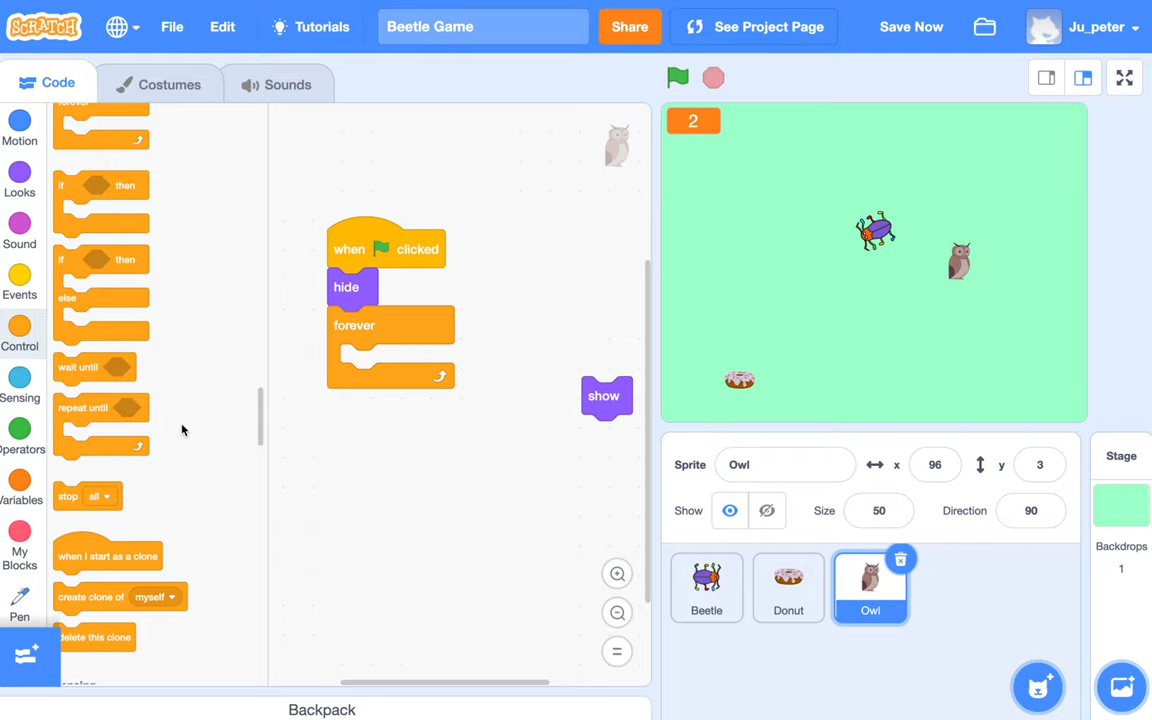 SCRATCH
File
Edit
Tutorials
Beetle Game
Share
See Project Page
Save Now
Ju_peter
Code
Costumes
Sounds
Motion
Looks
Sound
Events
Control
Sensing
Operators
Variables
My
Blocks
Pen
forever
if then
if then
else
wait until
repeat until
stop all
when I start as a clone
create clone of myself
delete this clone
when clicked
hide
forever
show
2
Sprite Owl x 96 y 3
Show Size 50 Direction 90
Beetle
Donut
Owl
Stage
Backdrops
1
Backpack